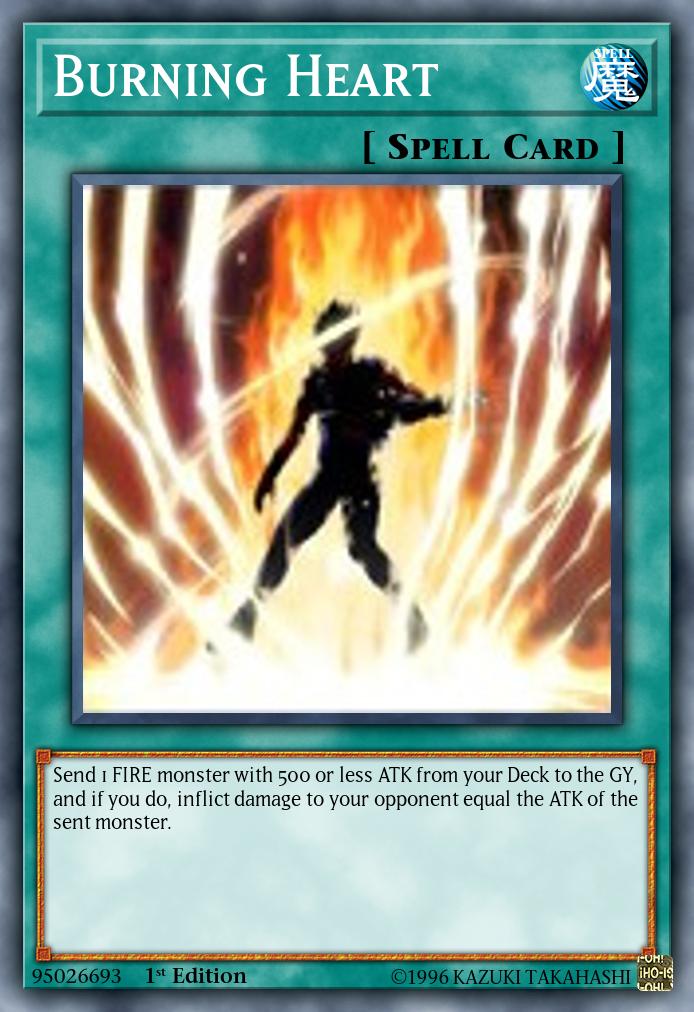 BURNING HEART
SPELL
魔
[ SPELL CARD ]
Send 1 FIRE monster with 500 or less ATK from your Deck to the GY,
and if you do, inflict damage to your opponent equal the ATK of the
sent monster.
95026693 1st Edition ©1996 KAZUKI TAKAHASHI